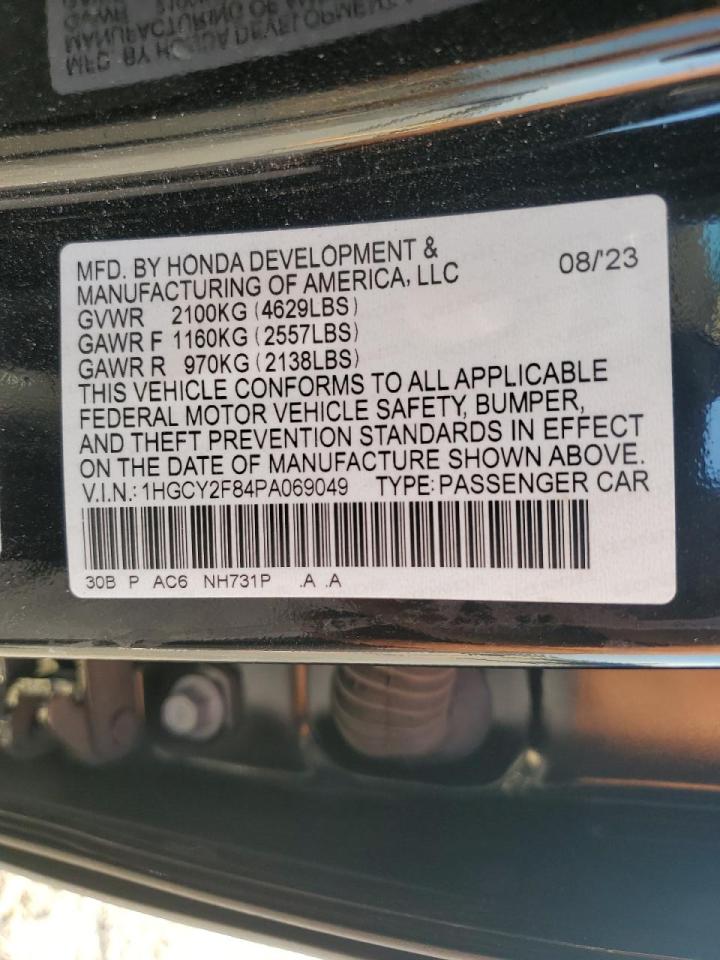 MFD. BY HONDA DEVELOPMENT &
MANUFACTURING OF AMERICA, LLC 08/'23
GVWR 2100KG (4629LBS)
GAWR F 1160KG (2557LBS)
GAWR R 970KG (2138LBS)
THIS VEHICLE CONFORMS TO ALL APPLICABLE
FEDERAL MOTOR VEHICLE SAFETY, BUMPER,
AND THEFT PREVENTION STANDARDS IN EFFECT
ON THE DATE OF MANUFACTURE SHOWN ABOVE.
V.I.N.: 1HGCY2F84PA069049 TYPE: PASSENGER CAR
30B P AC6 NH731P .A .A